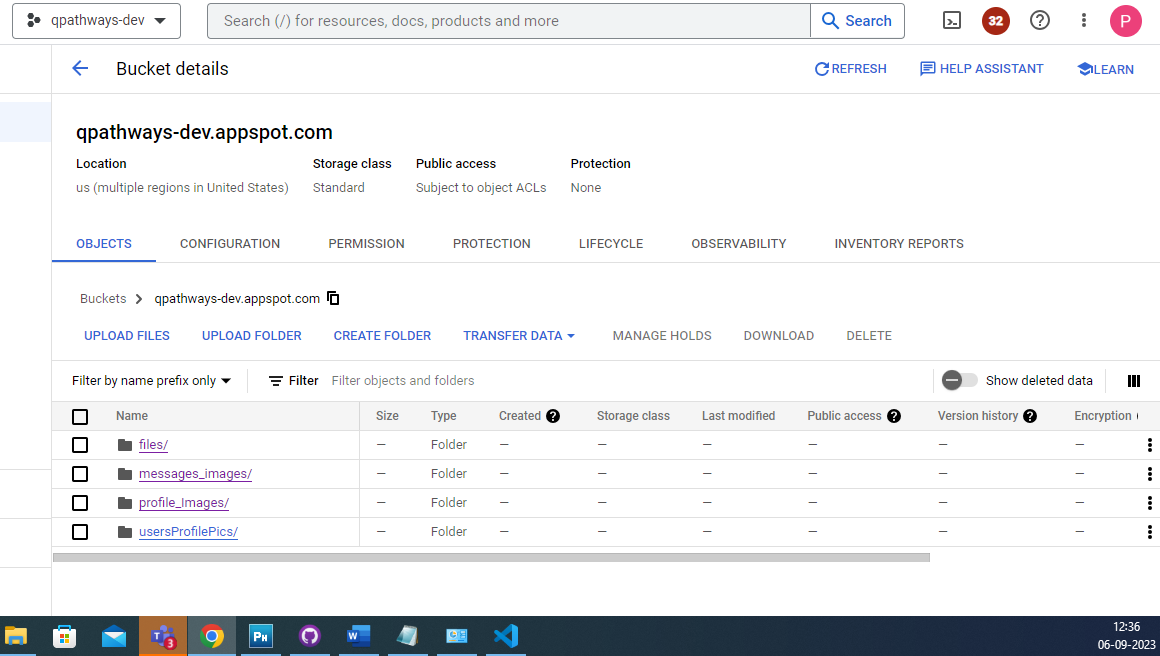 qpathways-dev Search (/) for resources, docs, products and more Search 32 P
Bucket details REFRESH HELP ASSISTANT LEARN
qpathways-dev.appspot.com
Location Storage class Public access Protection
us (multiple regions in United States) Standard Subject to object ACLs None
OBJECTS CONFIGURATION PERMISSION PROTECTION LIFECYCLE OBSERVABILITY INVENTORY REPORTS
Buckets qpathways-dev.appspot.com
UPLOAD FILES UPLOAD FOLDER CREATE FOLDER TRANSFER DATA MANAGE HOLDS DOWNLOAD DELETE
Filter by name prefix only Filter Filter objects and folders Show deleted data
Name Size Type Created Storage class Last modified Public access Version history Encryption
files/ — Folder — — — — — —
messages_images/ — Folder — — — — — —
profile_Images/ — Folder — — — — — —
usersProfilePics/ — Folder — — — — — —
T 3 PH W 12:36
06-09-2023